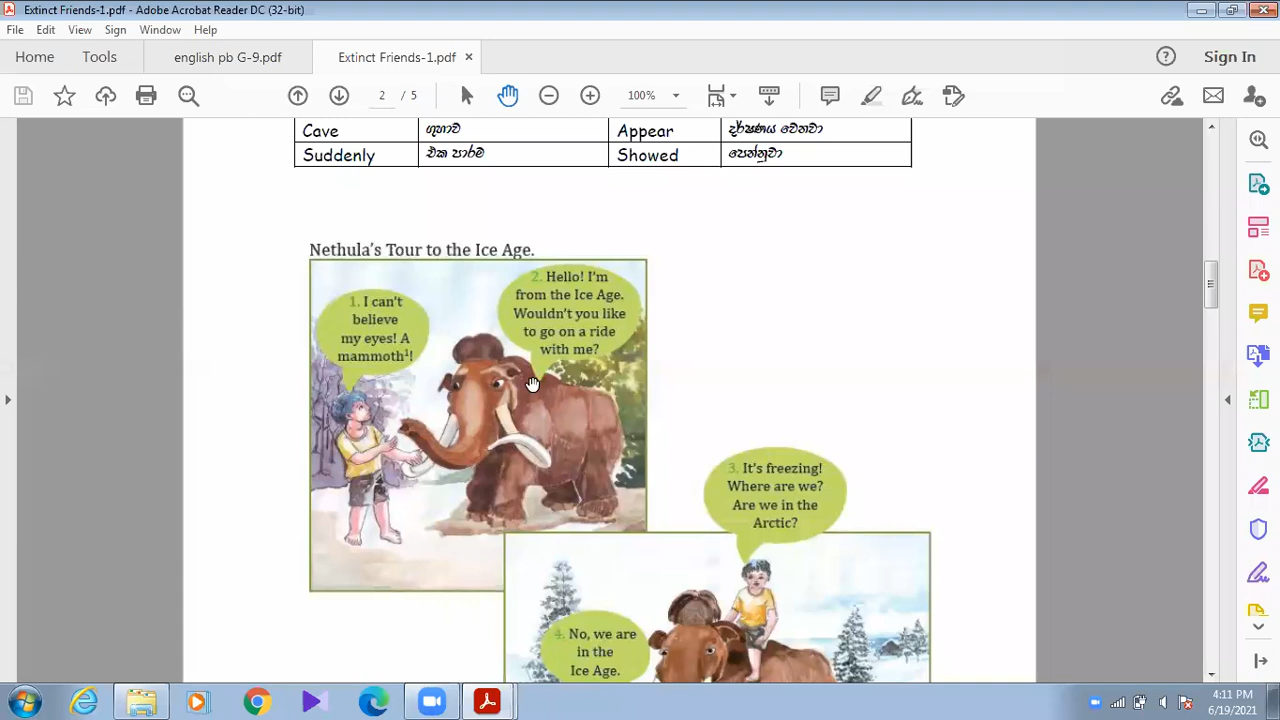 Extinct Friends-1.pdf - Adobe Acrobat Reader DC (32-bit)
File Edit View Sign Window Help
Home Tools english pb G-9.pdf Extinct Friends-1.pdf × Sign In
2 / 5 100%
Cave ගුහාව Appear දර්ශණය වෙනවා
Suddenly එක පාරම Showed පෙන්නුවා
Nethula's Tour to the Ice Age.
1. I can't
believe
my eyes! A
mammoth¹!
2. Hello! I'm
from the Ice Age.
Wouldn't you like
to go on a ride
with me?
3. It's freezing!
Where are we?
Are we in the
Arctic?
4. No, we are
in the
Ice Age.
4:11 PM
6/19/2021